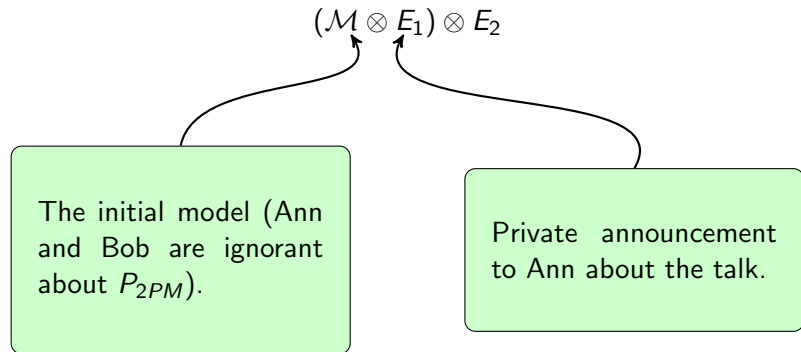 (ℳ ⊗ E₁) ⊗ E₂
The initial model (Ann
and Bob are ignorant
about P₂PM).
Private announcement
to Ann about the talk.